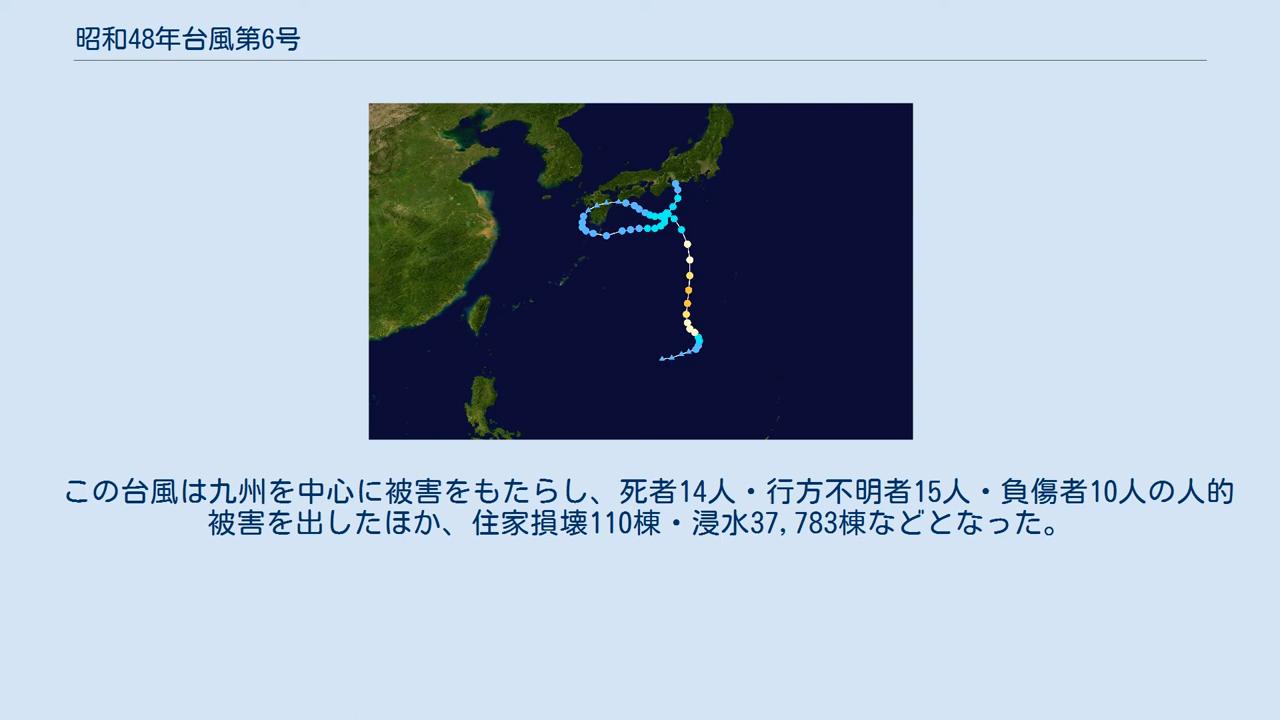 昭和48年台風第6号
この台風は九州を中心に被害をもたらし、死者14人・行方不明者15人・負傷者10人の人的
被害を出したほか、住家損壊110棟・浸水37,783棟などとなった。